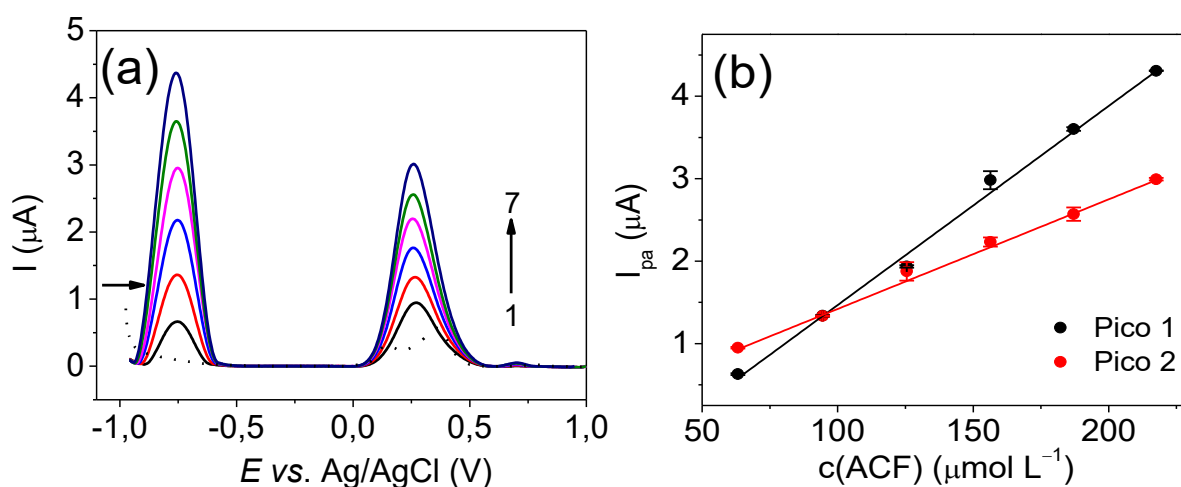 (a)
I (μA)
5
4
3
2
1
0
-1,0 -0,5 0,0 0,5 1,0
E vs. Ag/AgCl (V)
7
1
(b)
I_pa (μA)
4
3
2
1
50 100 150 200
c(ACF) (μmol L⁻¹)
Pico 1
Pico 2